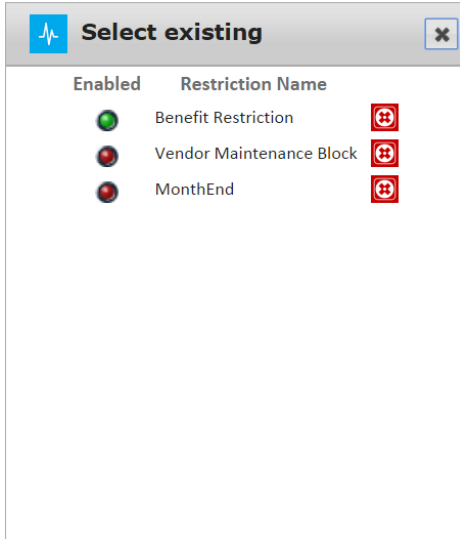 Select existing
Enabled Restriction Name
Benefit Restriction
Vendor Maintenance Block
MonthEnd